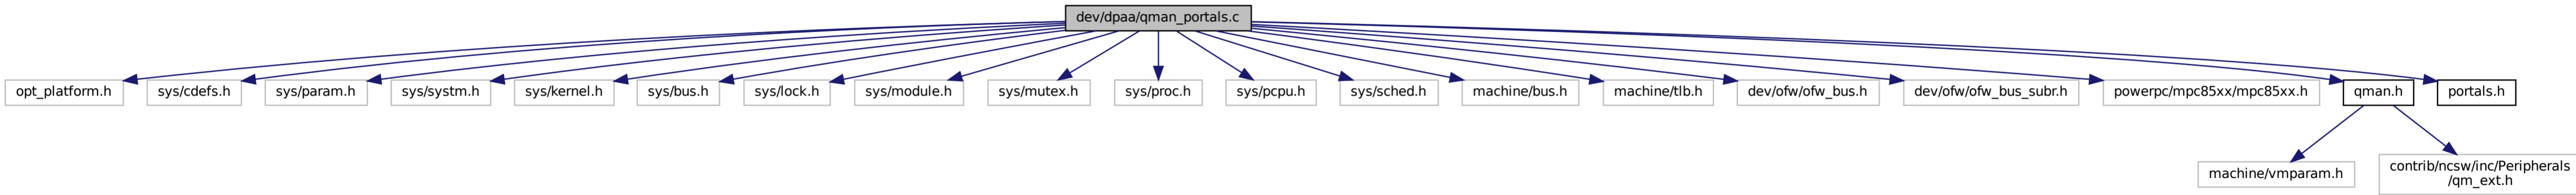 dev/dpaa/qman_portals.c
opt_platform.h
sys/cdefs.h
sys/param.h
sys/systm.h
sys/kernel.h
sys/bus.h
sys/lock.h
sys/module.h
sys/mutex.h
sys/proc.h
sys/pcpu.h
sys/sched.h
machine/bus.h
machine/tlb.h
dev/ofw/ofw_bus.h
dev/ofw/ofw_bus_subr.h
powerpc/mpc85xx/mpc85xx.h
qman.h
portals.h
machine/vmparam.h
contrib/ncsw/inc/Peripherals
/qm_ext.h